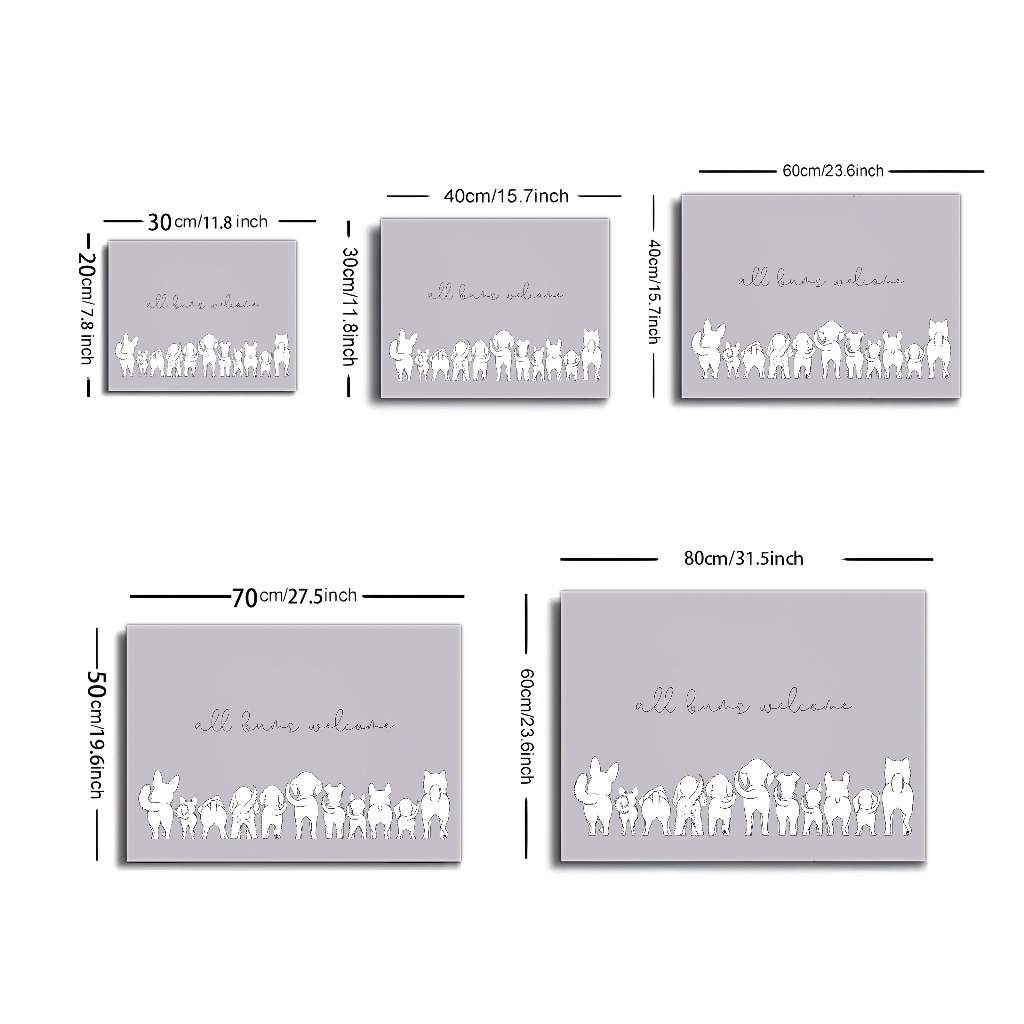 60cm/23.6inch
40cm/15.7inch
30cm/11.8 inch
20cm/ 7.8 inch
30cm/11.8inch
40cm/15.7inch
all bums welcome
all bums welcome
all bums welcome
80cm/31.5inch
70cm/27.5inch
50cm/19.6inch
60cm/23.6inch
all bums welcome
all bums welcome